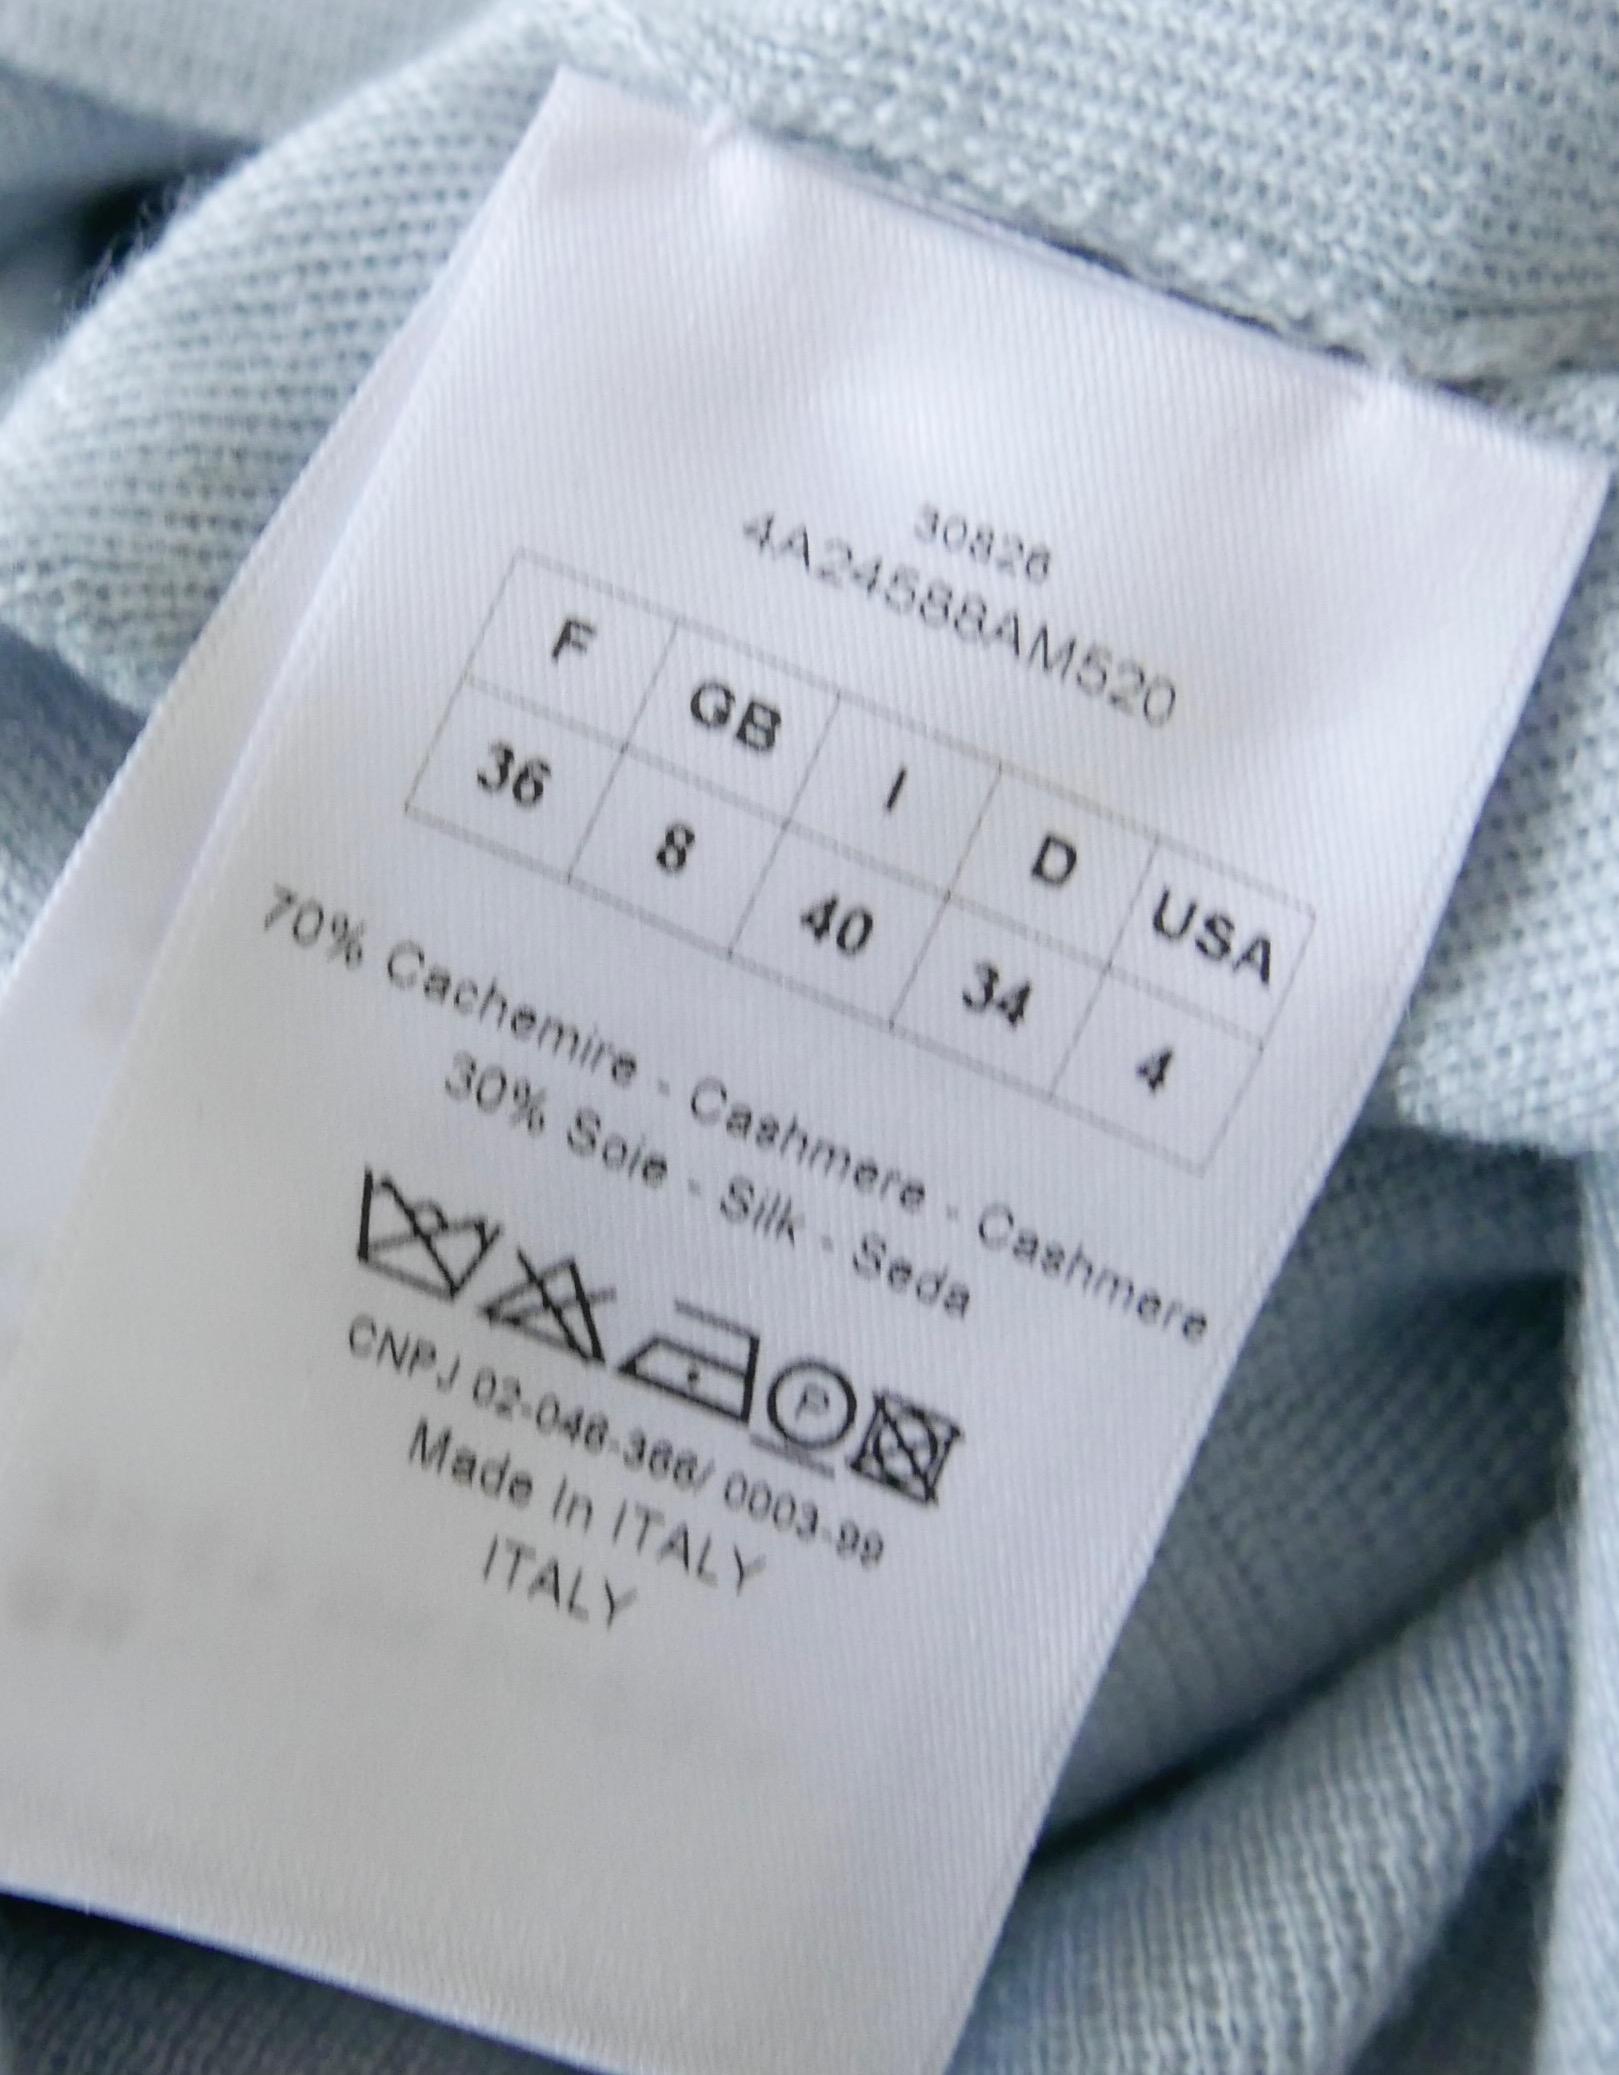 30826
4A24588AM520
F GB I D USA
36 8 40 34 4
70% Cachemire - Cashmere - Cashmere
30% Soie - Silk - Seda
P
CNPJ 02-046-366/ 0003-99
Made in ITALY
ITALY